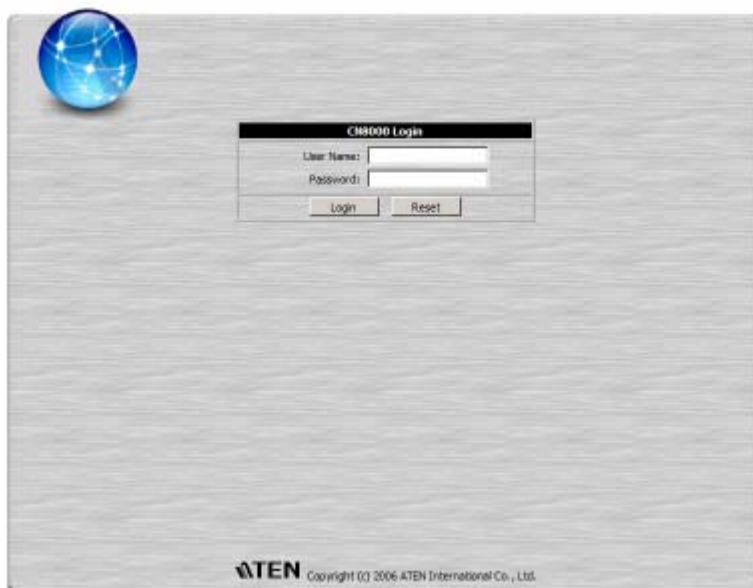 CN8000 Login
User Name:
Password:
Login Reset
ATEN Copyright (c) 2006 ATEN International Co., Ltd.